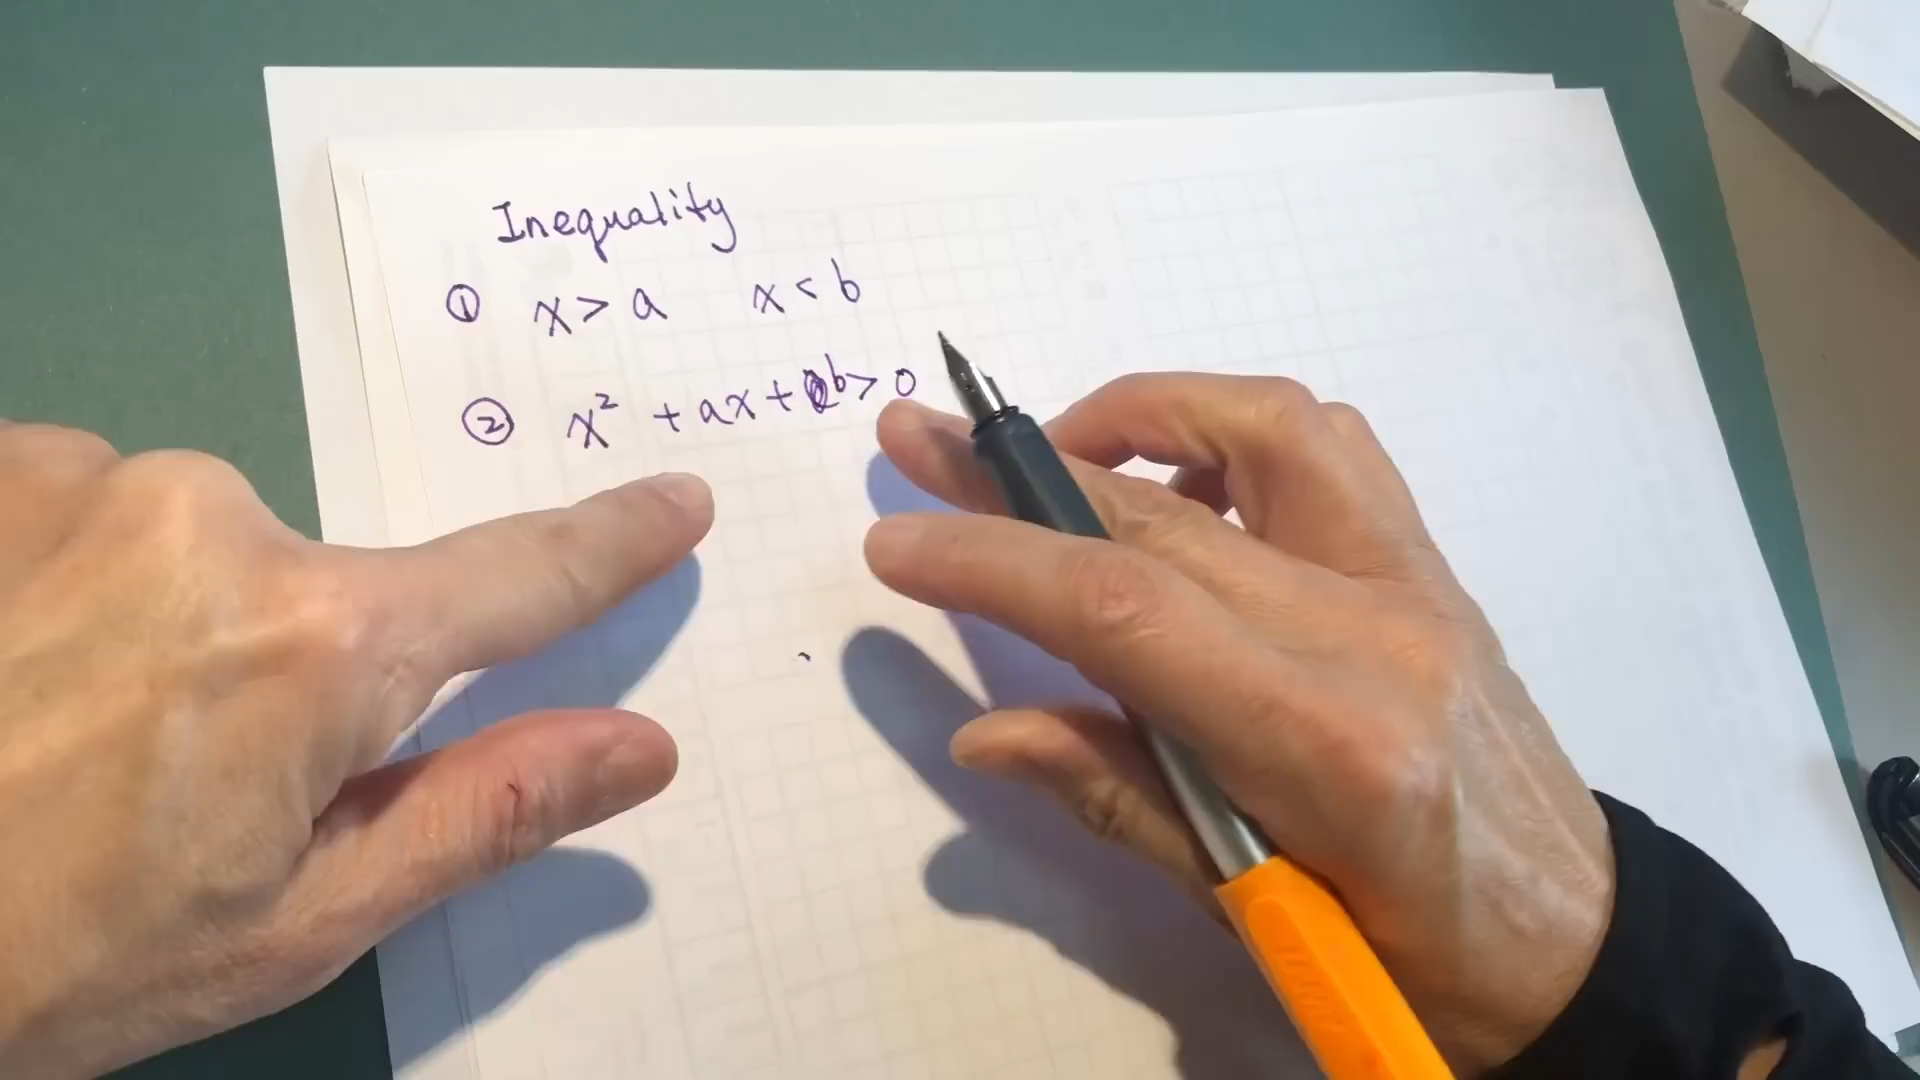 Inequality
① x > a x < b
② x² + ax + b > 0